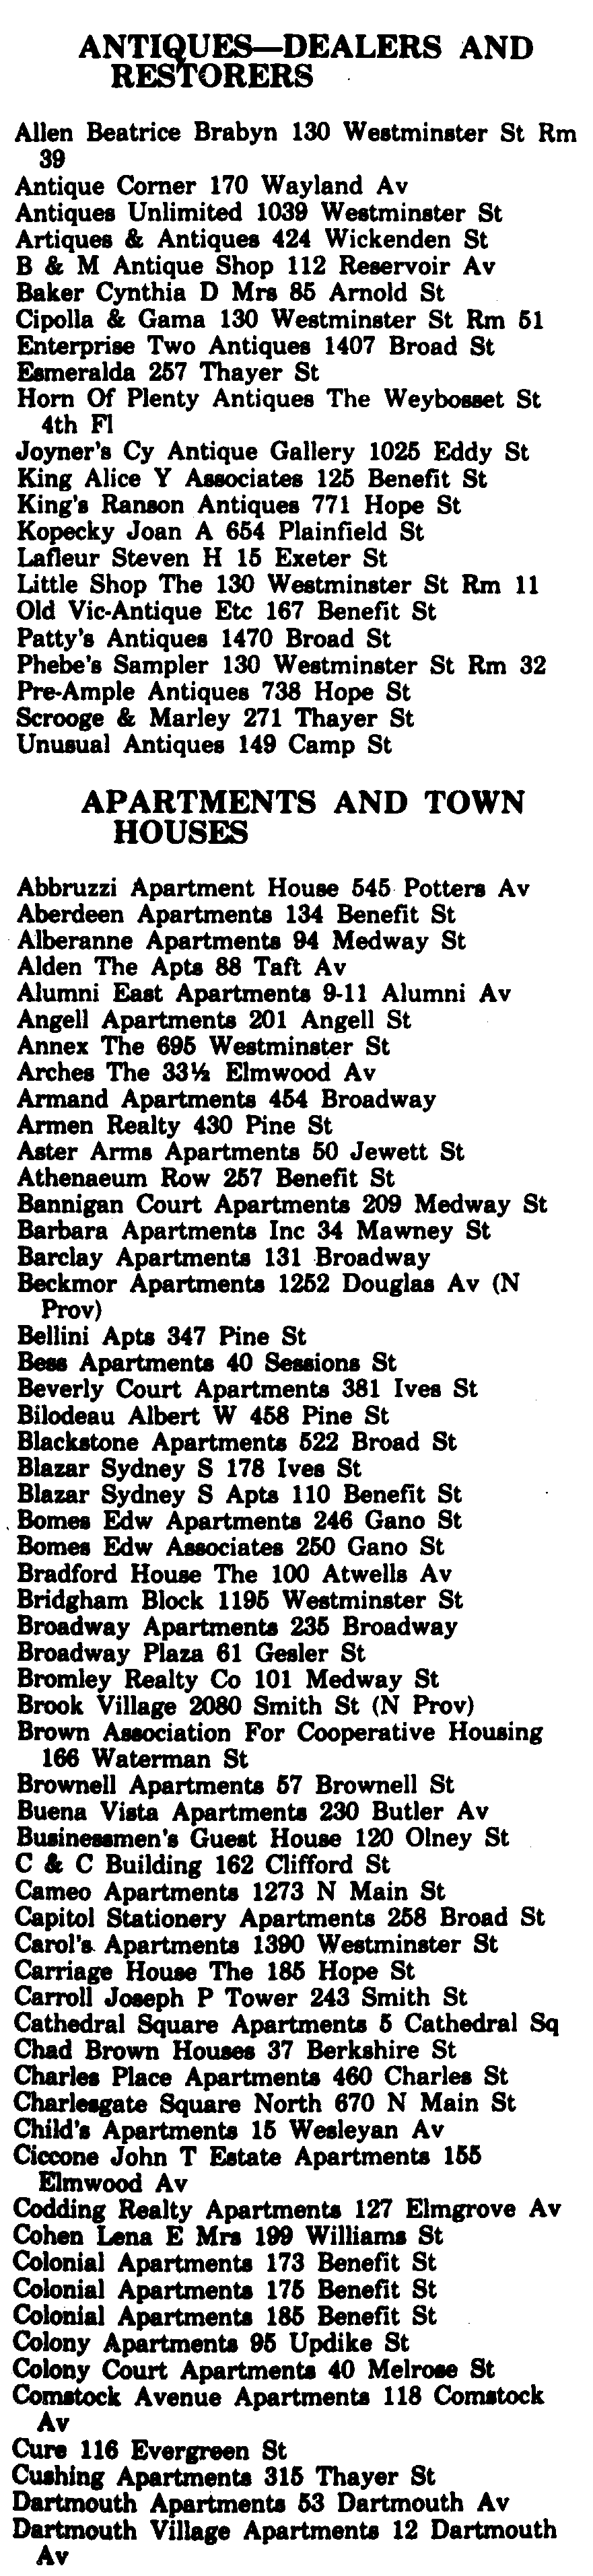 ANTIQUES—DEALERS AND
RESTORERS
Allen Beatrice Brabyn 130 Westminster St Rm
39
Antique Corner 170 Wayland Av
Antiques Unlimited 1039 Westminster St
Artiques & Antiques 424 Wickenden St
B & M Antique Shop 112 Reservoir Av
Baker Cynthia D Mrs 85 Arnold St
Cipolla & Gama 130 Westminster St Rm 51
Enterprise Two Antiques 1407 Broad St
Esmeralda 257 Thayer St
Horn Of Plenty Antiques The Weybosset St
4th Fl
Joyner's Cy Antique Gallery 1025 Eddy St
King Alice Y Associates 125 Benefit St
King's Ranson Antiques 771 Hope St
Kopecky Joan A 654 Plainfield St
Lafleur Steven H 15 Exeter St
Little Shop The 130 Westminster St Rm 11
Old Vic-Antique Etc 167 Benefit St
Patty's Antiques 1470 Broad St
Phebe's Sampler 130 Westminster St Rm 32
Pre-Ample Antiques 738 Hope St
Scrooge & Marley 271 Thayer St
Unusual Antiques 149 Camp St
APARTMENTS AND TOWN
HOUSES
Abbruzzi Apartment House 545 Potters Av
Aberdeen Apartments 134 Benefit St
Alberanne Apartments 94 Medway St
Alden The Apts 88 Taft Av
Alumni East Apartments 9-11 Alumni Av
Angell Apartments 201 Angell St
Annex The 695 Westminster St
Arches The 33½ Elmwood Av
Armand Apartments 454 Broadway
Armen Realty 430 Pine St
Aster Arms Apartments 50 Jewett St
Athenaeum Row 257 Benefit St
Bannigan Court Apartments 209 Medway St
Barbara Apartments Inc 34 Mawney St
Barclay Apartments 131 Broadway
Beckmor Apartments 1252 Douglas Av (N
Prov)
Bellini Apts 347 Pine St
Bess Apartments 40 Sessions St
Beverly Court Apartments 381 Ives St
Bilodeau Albert W 458 Pine St
Blackstone Apartments 522 Broad St
Blazar Sydney S 178 Ives St
Blazar Sydney S Apts 110 Benefit St
Bomes Edw Apartments 246 Gano St
Bomes Edw Associates 250 Gano St
Bradford House The 100 Atwells Av
Bridgham Block 1195 Westminster St
Broadway Apartments 235 Broadway
Broadway Plaza 61 Gesler St
Bromley Realty Co 101 Medway St
Brook Village 2080 Smith St (N Prov)
Brown Association For Cooperative Housing
166 Waterman St
Brownell Apartments 57 Brownell St
Buena Vista Apartments 230 Butler Av
Businessmen's Guest House 120 Olney St
C & C Building 162 Clifford St
Cameo Apartments 1273 N Main St
Capitol Stationery Apartments 258 Broad St
Carol's Apartments 1390 Westminster St
Carriage House The 185 Hope St
Carroll Joseph P Tower 243 Smith St
Cathedral Square Apartments 5 Cathedral Sq
Chad Brown Houses 37 Berkshire St
Charles Place Apartments 460 Charles St
Charlesgate Square North 670 N Main St
Child's Apartments 15 Wesleyan Av
Ciccone John T Estate Apartments 155
Elmwood Av
Codding Realty Apartments 127 Elmgrove Av
Cohen Lena E Mrs 199 Williams St
Colonial Apartments 173 Benefit St
Colonial Apartments 175 Benefit St
Colonial Apartments 185 Benefit St
Colony Apartments 95 Updike St
Colony Court Apartments 40 Melrose St
Comstock Avenue Apartments 118 Comstock
Av
Cure 116 Evergreen St
Cushing Apartments 315 Thayer St
Dartmouth Apartments 53 Dartmouth Av
Dartmouth Village Apartments 12 Dartmouth
Av